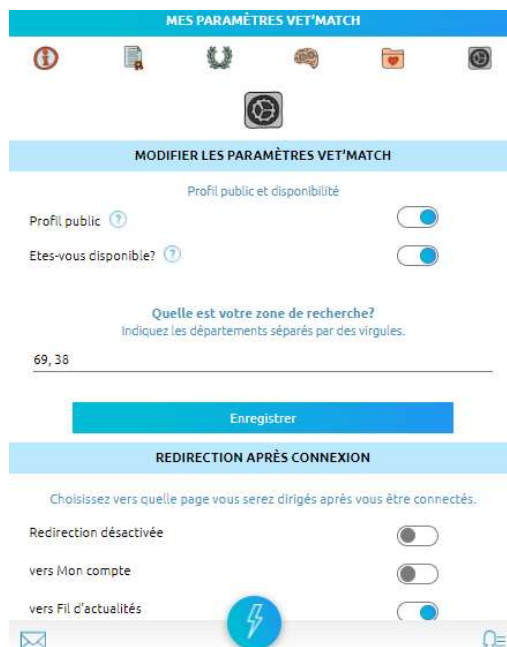 MES PARAMÈTRES VET'MATCH
MODIFIER LES PARAMÈTRES VET'MATCH
Profil public et disponibilité
Profil public ?
Etes-vous disponible? ?
Quelle est votre zone de recherche?
Indiquez les départements séparés par des virgules.
69, 38
Enregistrer
REDIRECTION APRÈS CONNEXION
Choisissez vers quelle page vous serez dirigés après vous être connectés.
Redirection désactivée
vers Mon compte
vers Fil d'actualités